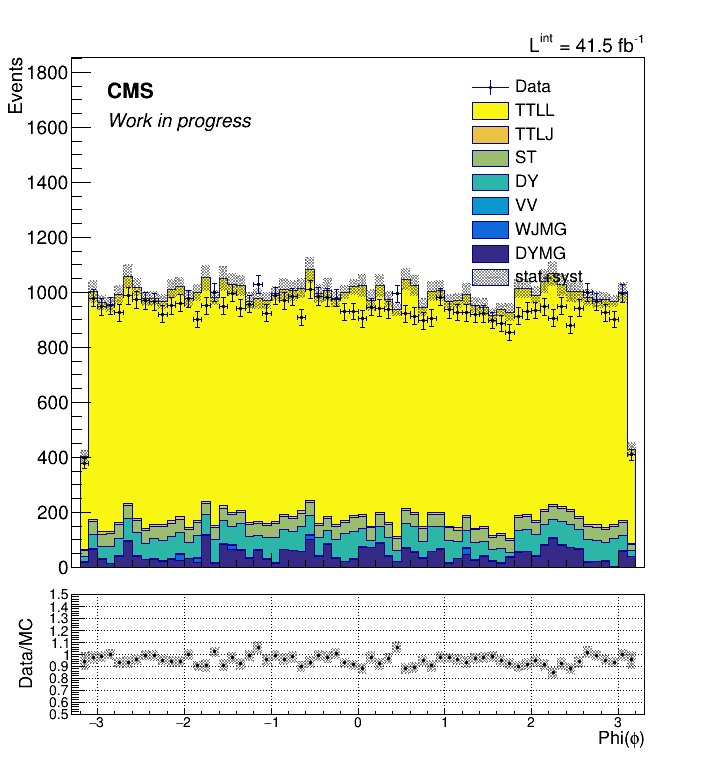 L^int = 41.5 fb^-1
Events
1800
1600
1400
1200
1000
800
600
400
200
0
CMS
Work in progress
Data
TTLL
TTLJ
ST
DY
VV
WJMG
DYMG
stat+syst
Data/MC
1.5
1.4
1.3
1.2
1.1
1
0.9
0.8
0.7
0.6
0.5
−3 −2 −1 0 1 2 3
Phi(ϕ)